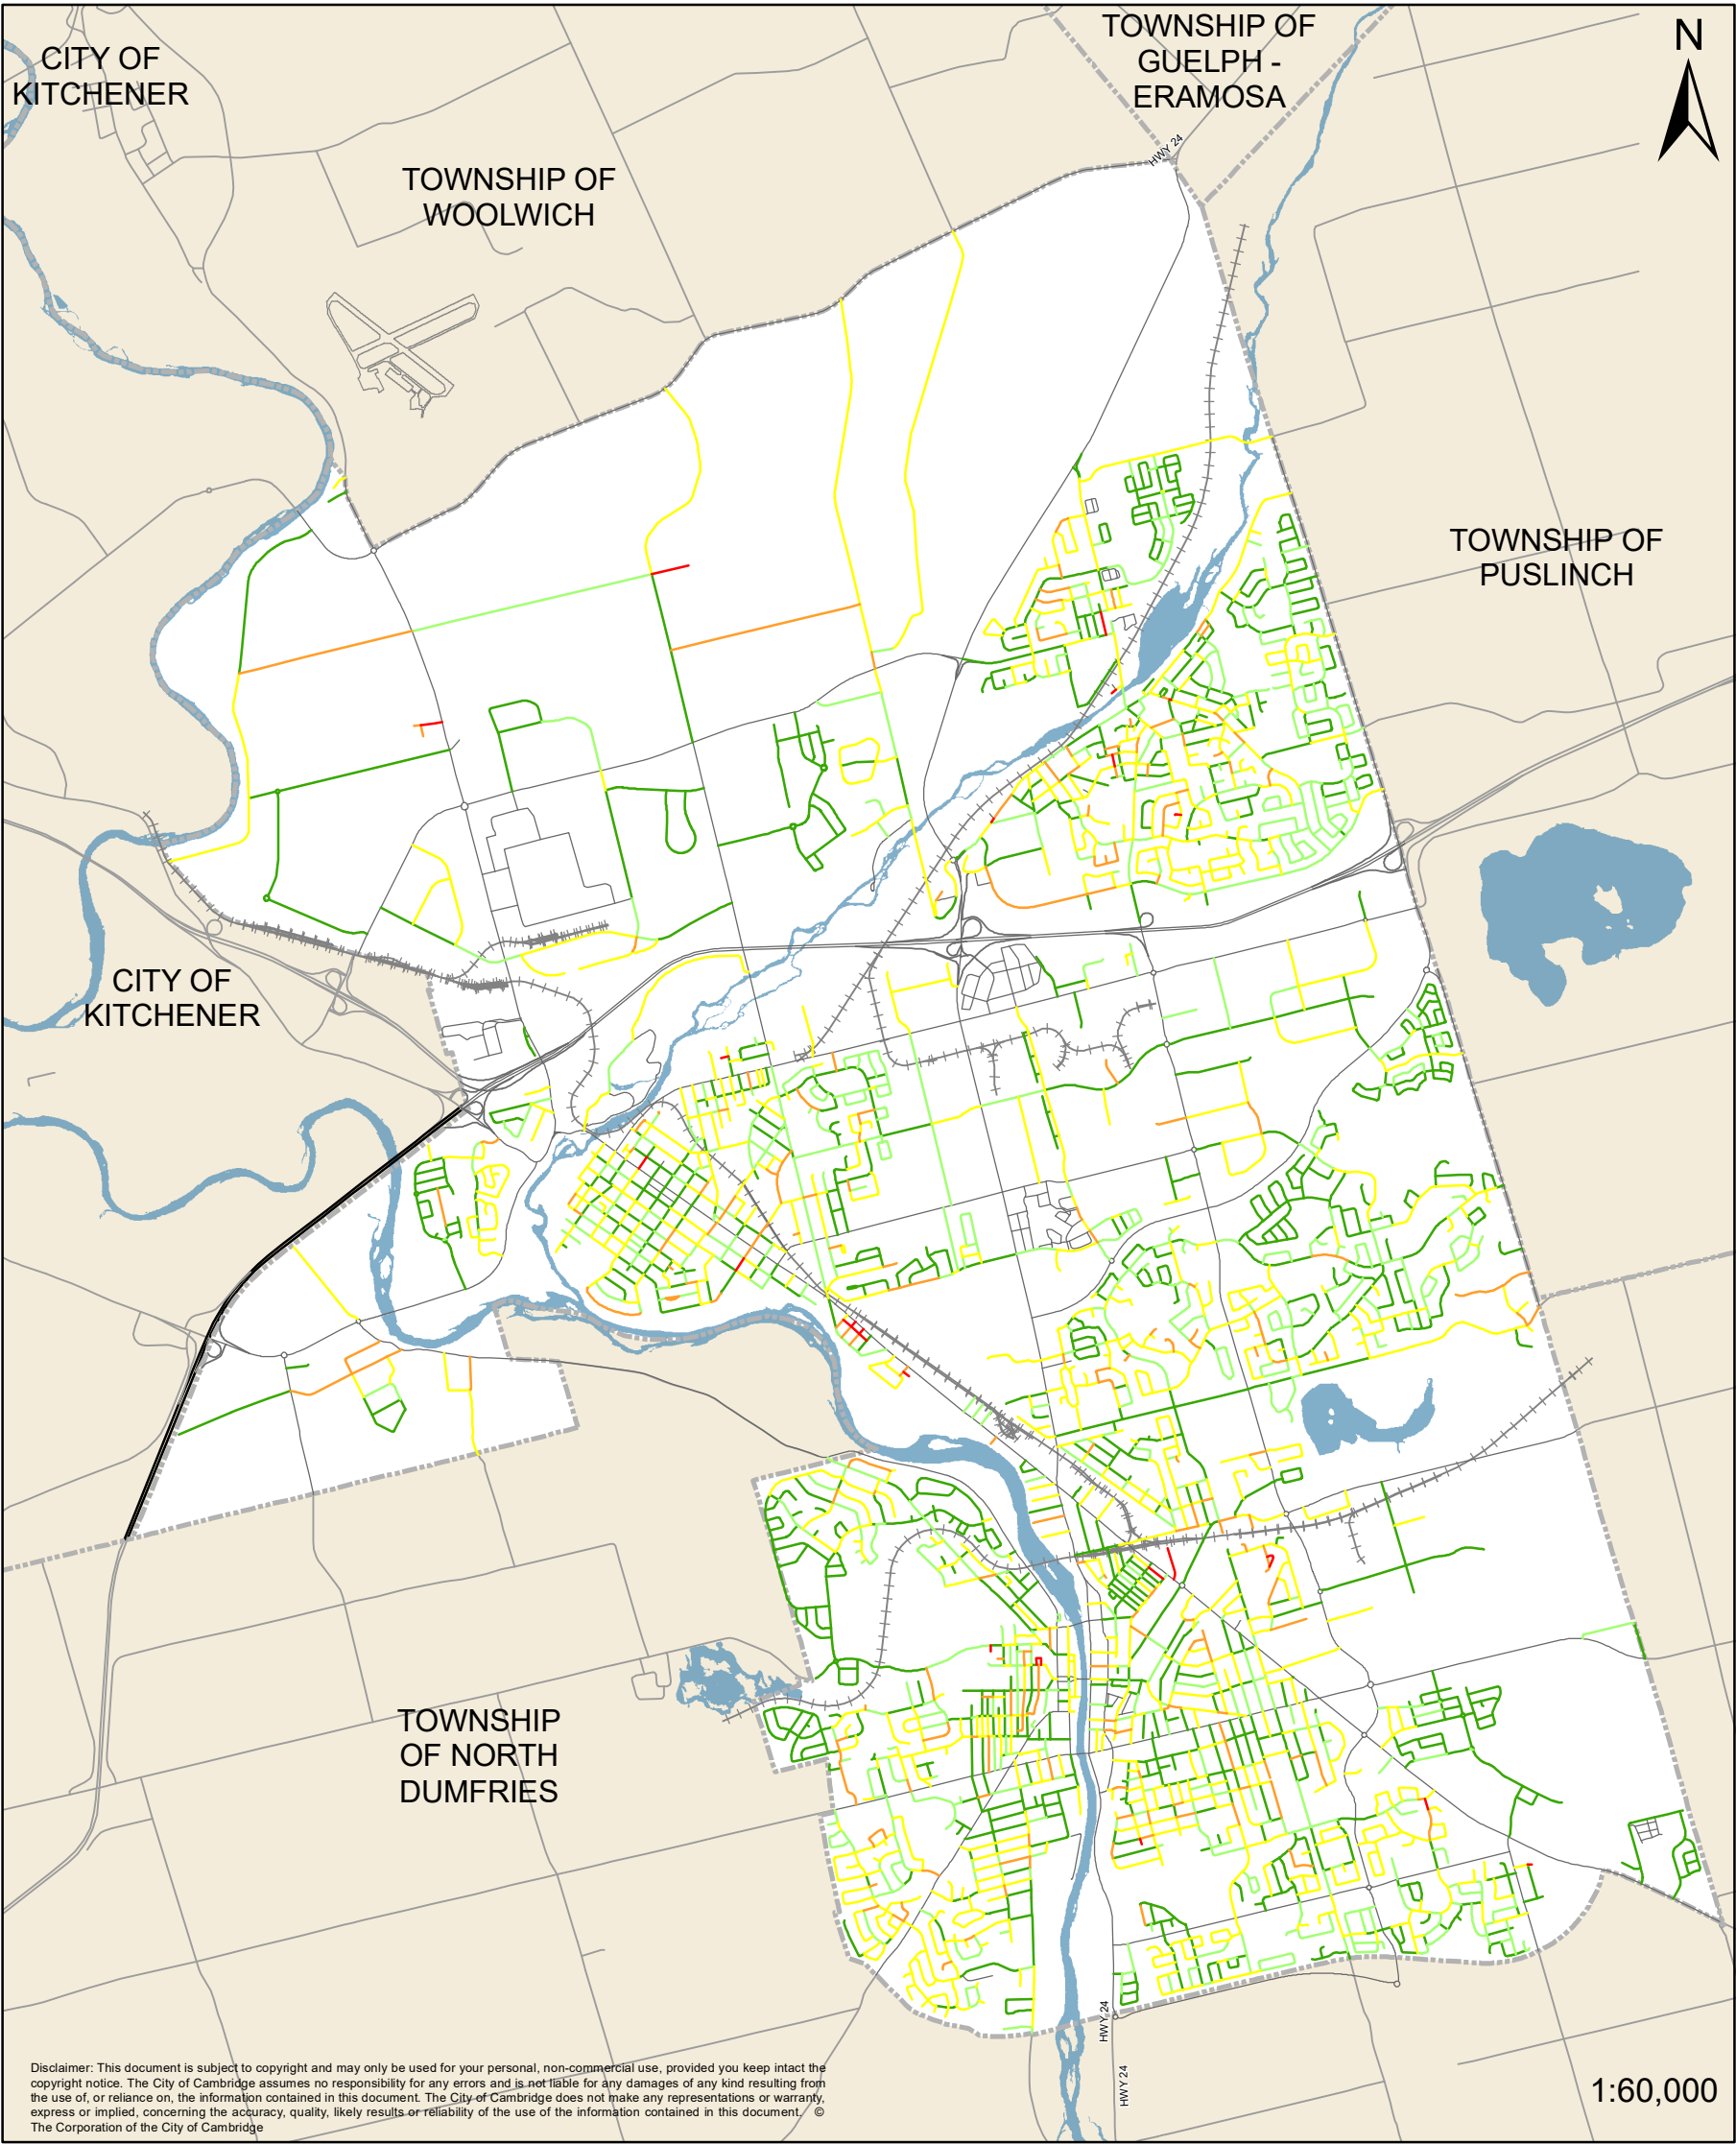 TOWNSHIP OF
GUELPH -
ERAMOSA
N
CITY OF
KITCHENER
HWY 24
TOWNSHIP OF
WOOLWICH
TOWNSHIP OF
PUSLINCH
CITY OF
KITCHENER
TOWNSHIP
OF NORTH
DUMFRIES
HWY 24
HWY 24
Disclaimer: This document is subject to copyright and may only be used for your personal, non-commercial use, provided you keep intact the
copyright notice. The City of Cambridge assumes no responsibility for any errors and is not liable for any damages of any kind resulting from
the use of, or reliance on, the information contained in this document. The City of Cambridge does not make any representations or warranty,
express or implied, concerning the accuracy, quality, likely results or reliability of the use of the information contained in this document. ©
The Corporation of the City of Cambridge
1:60,000